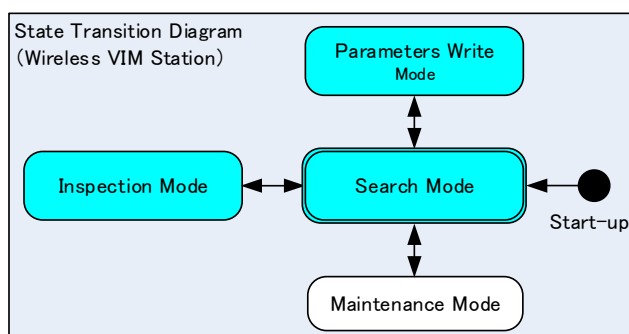 State Transition Diagram
(Wireless VIM Station)
Parameters Write
Mode
Inspection Mode
Search Mode
Start-up
Maintenance Mode